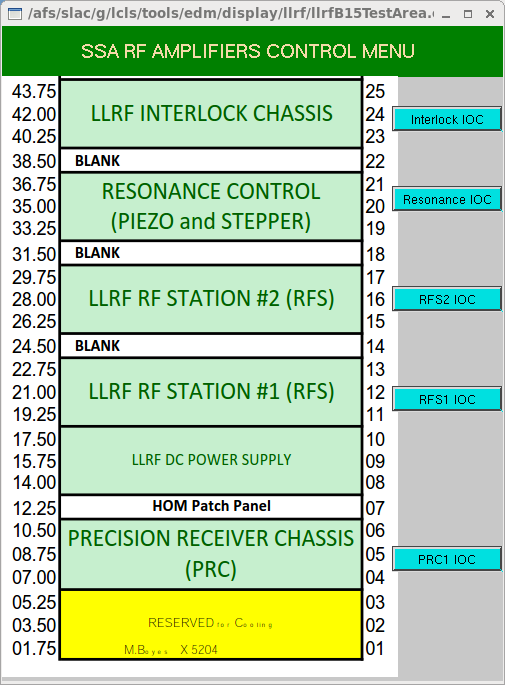 /afs/slac/g/lcls/tools/edm/display/llrf/llrfB15TestArea.
SSA RF AMPLIFIERS CONTROL MENU
43.75 25
42.00 LLRF INTERLOCK CHASSIS 24 Interlock IOC
40.25 23
38.50 BLANK 22
36.75 RESONANCE CONTROL 21
35.00 20 Resonance IOC
33.25 (PIEZO and STEPPER) 19
31.50 BLANK 18
29.75 17
28.00 LLRF RF STATION #2 (RFS) 16 RFS2 IOC
26.25 15
24.50 BLANK 14
22.75 13
21.00 LLRF RF STATION #1 (RFS) 12 RFS1 IOC
19.25 11
17.50 10
15.75 LLRF DC POWER SUPPLY 09
14.00 08
12.25 HOM Patch Panel 07
10.50 PRECISION RECEIVER CHASSIS 06
08.75 05 PRC1 IOC
07.00 (PRC) 04
05.25 03
03.50 RESERVED for Cooling 02
01.75 M.Boyes X 5204 01